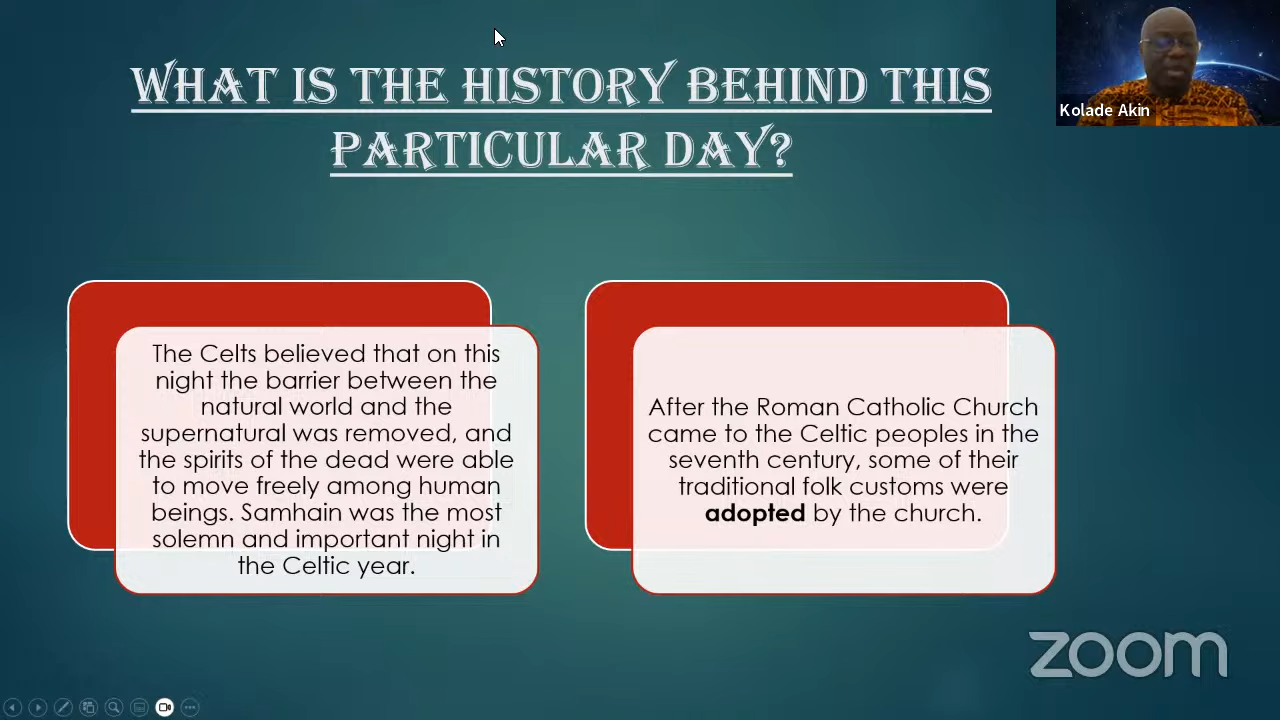 WHAT IS THE HISTORY BEHIND THIS
PARTICULAR DAY?
Kolade Akin
The Celts believed that on this
night the barrier between the
natural world and the
supernatural was removed, and
the spirits of the dead were able
to move freely among human
beings. Samhain was the most
solemn and important night in
the Celtic year.
After the Roman Catholic Church
came to the Celtic peoples in the
seventh century, some of their
traditional folk customs were
adopted by the church.
zoom